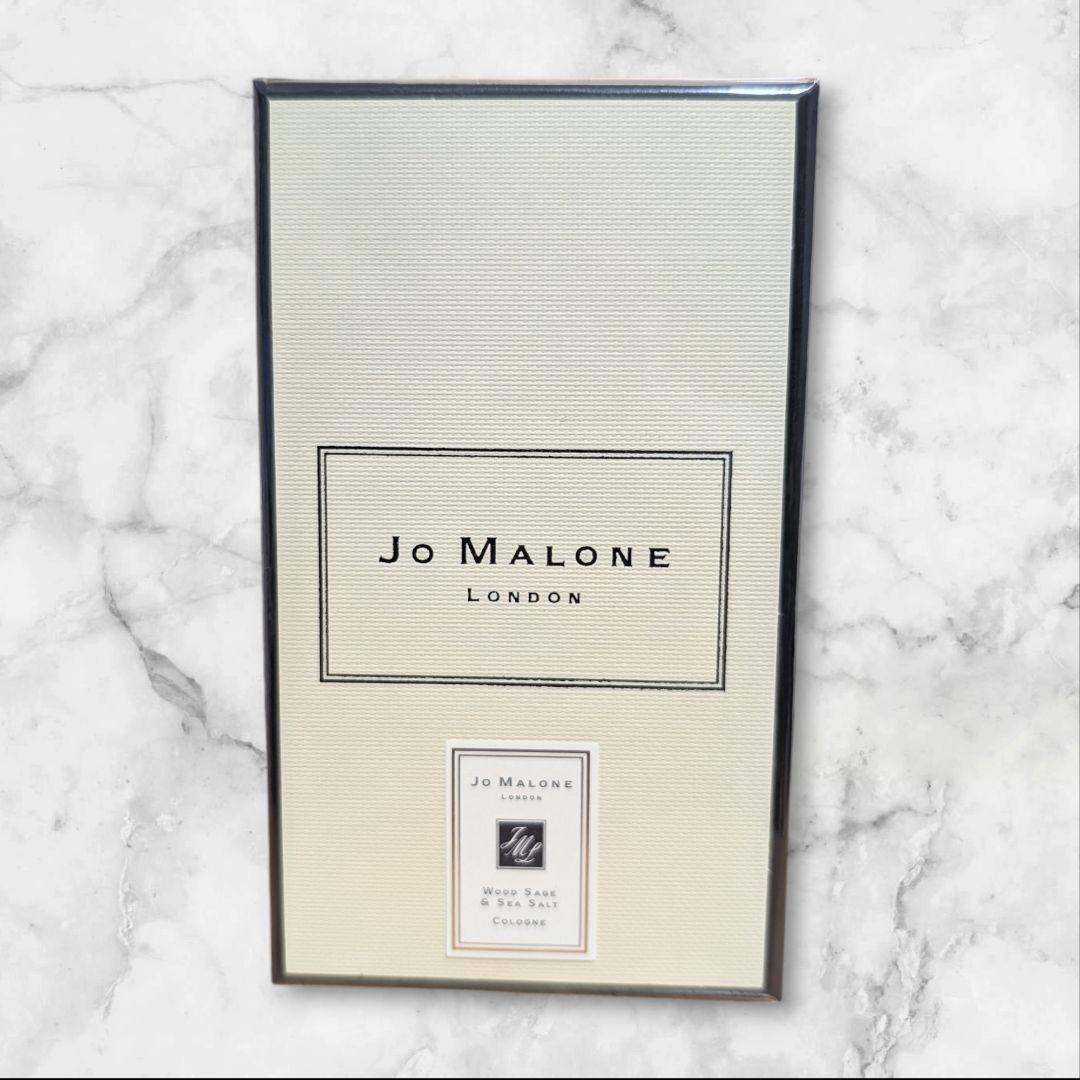 Jo Malone
London
Jo Malone
London
JML
Wood Sage
& Sea Salt
Cologne